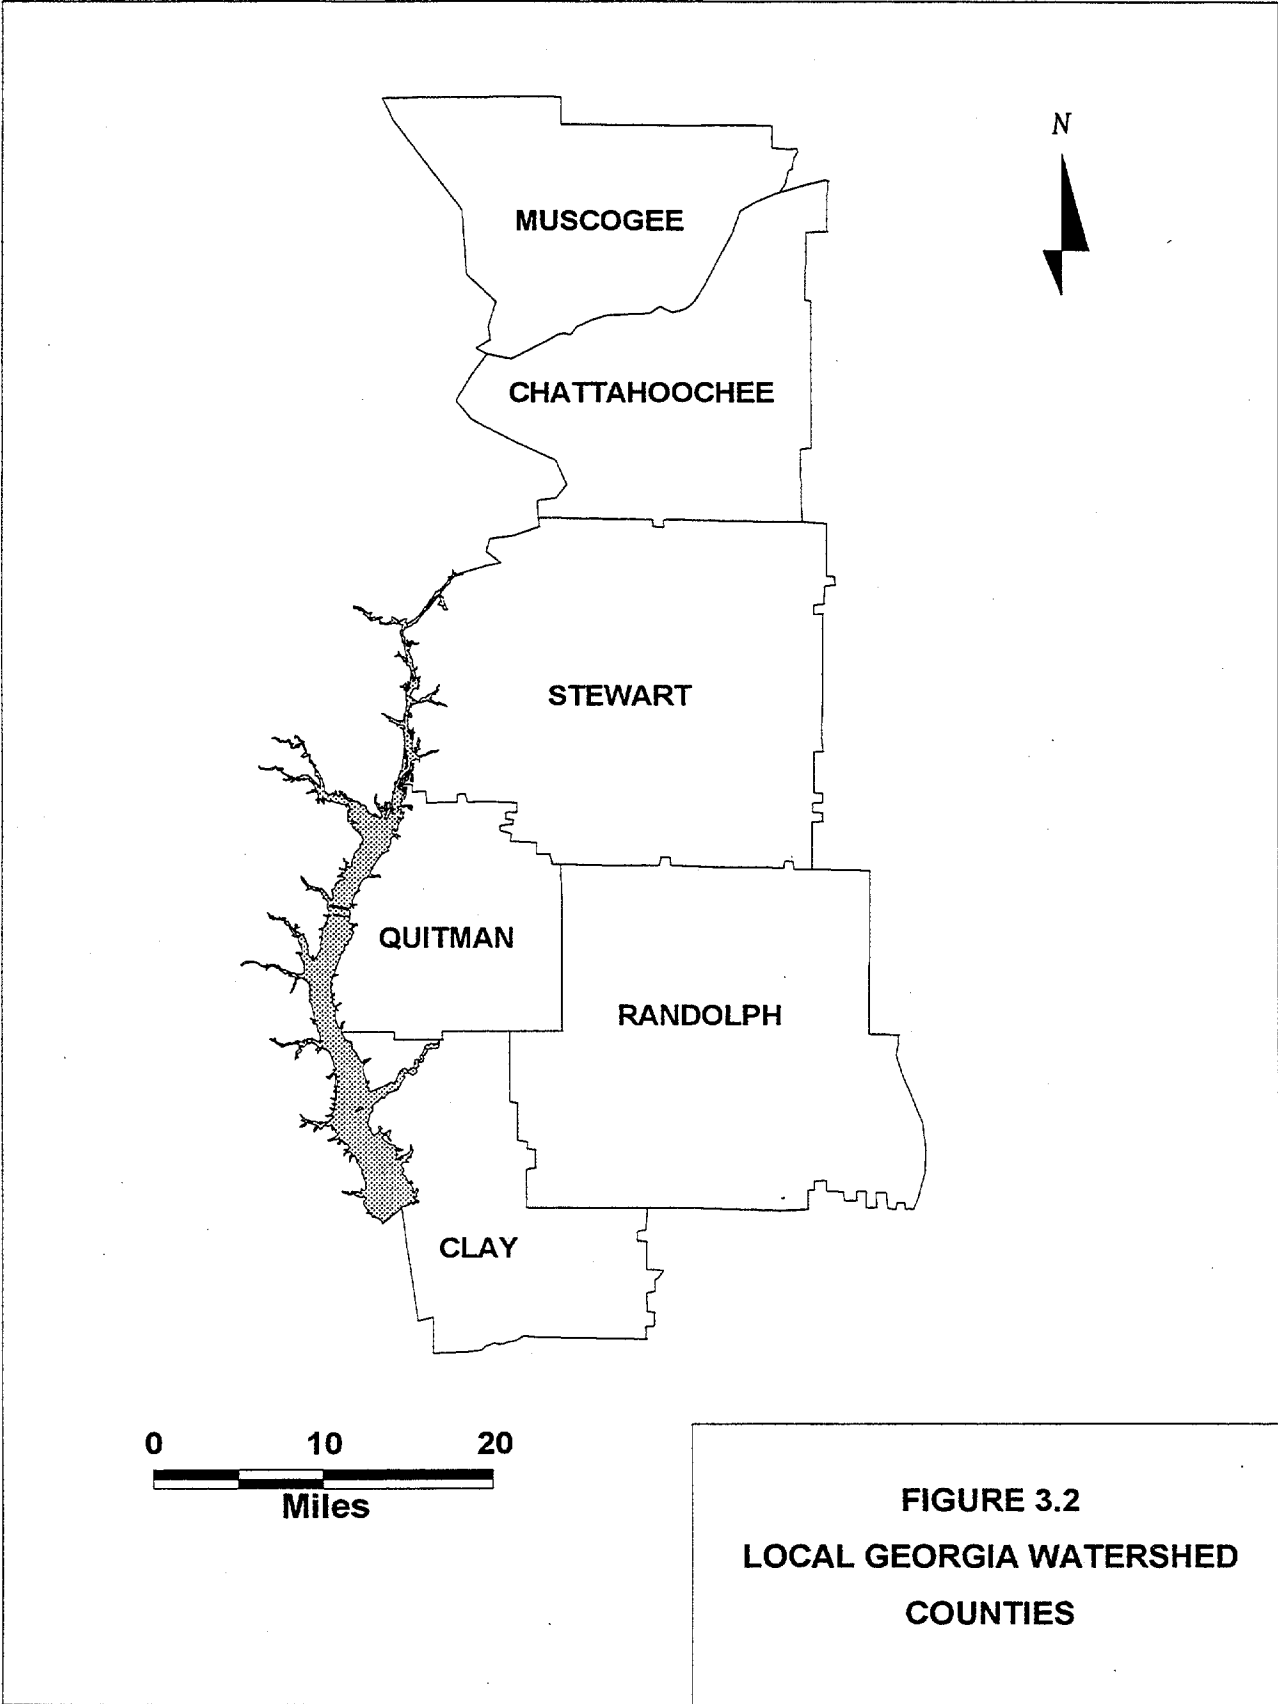 N
MUSCOGEE
CHATTAHOOCHEE
STEWART
QUITMAN
RANDOLPH
CLAY
0 10 20
Miles
FIGURE 3.2
LOCAL GEORGIA WATERSHED
COUNTIES